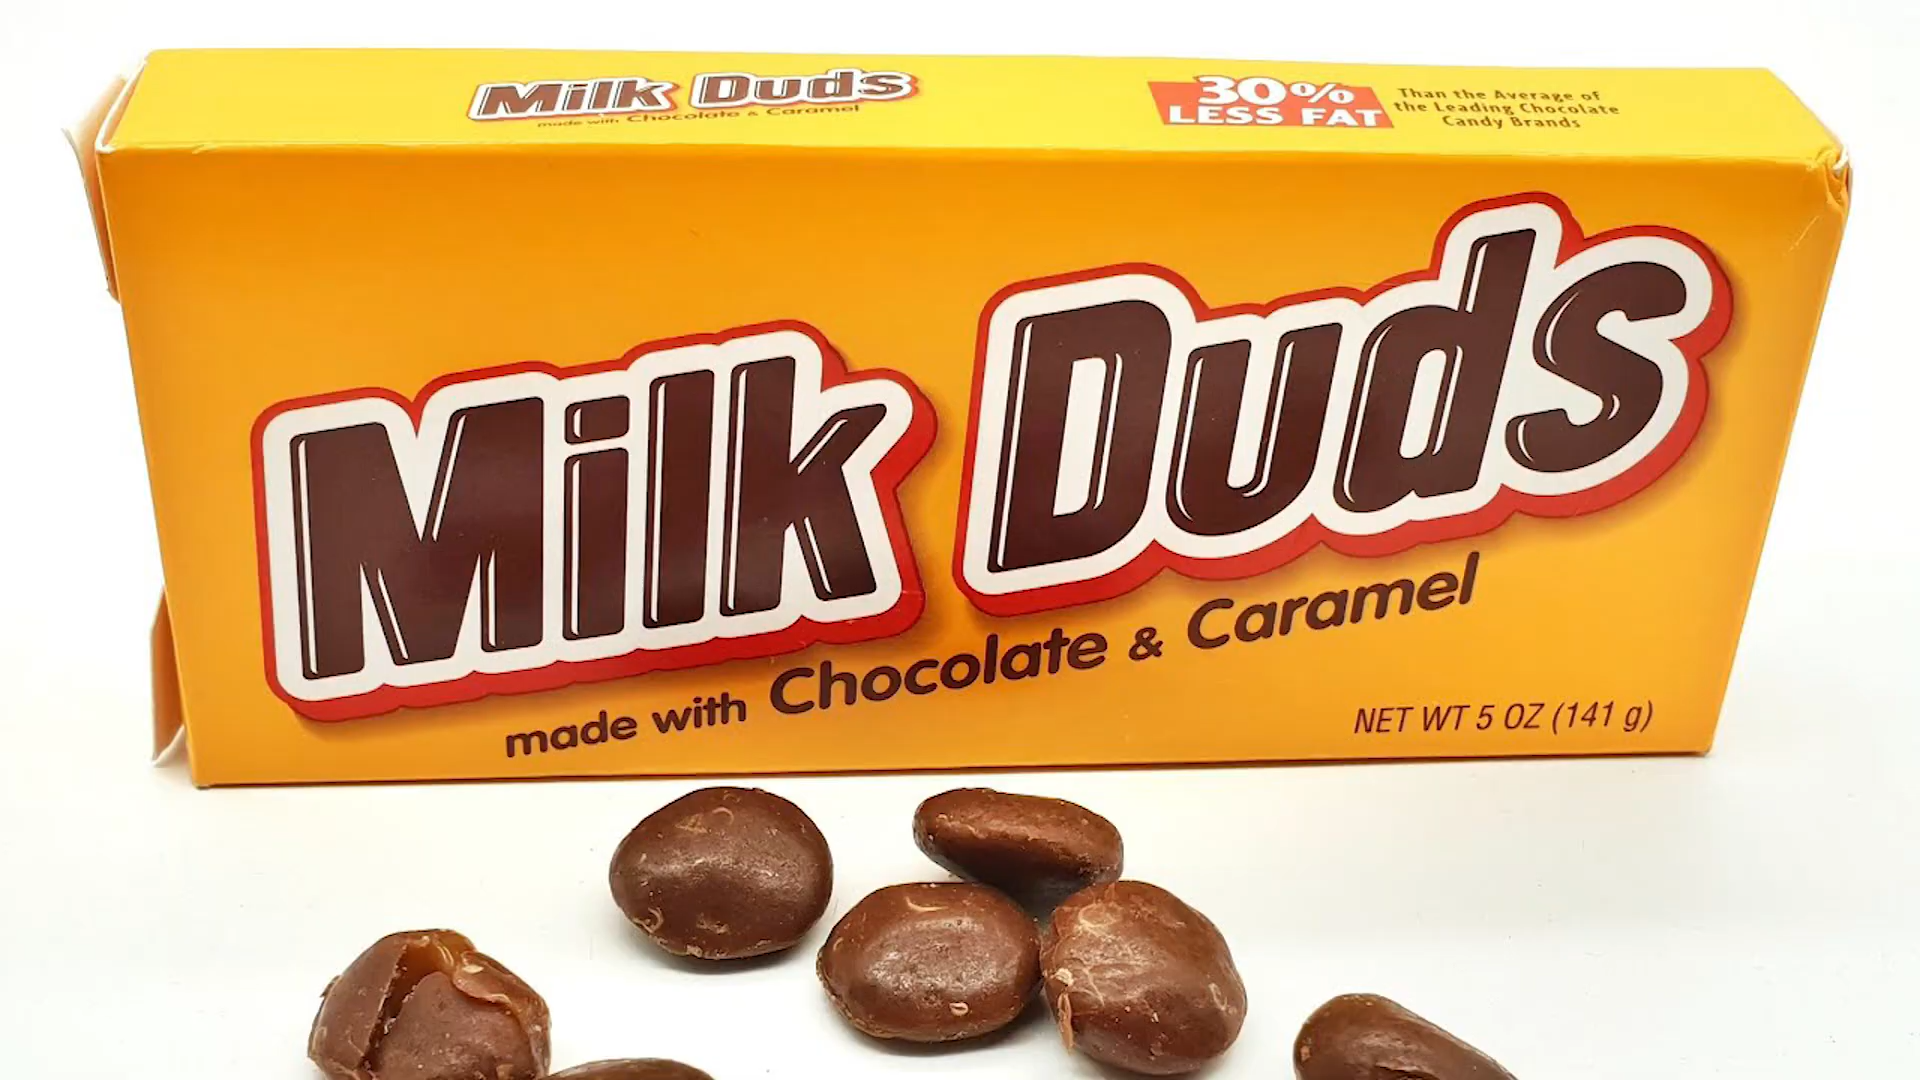 Milk Duds
made with Chocolate & Caramel
30%
LESS FAT
Than the Average of
the Leading Chocolate
Candy Brands
Milk Duds
made with Chocolate & Caramel
NET WT 5 OZ (141 g)